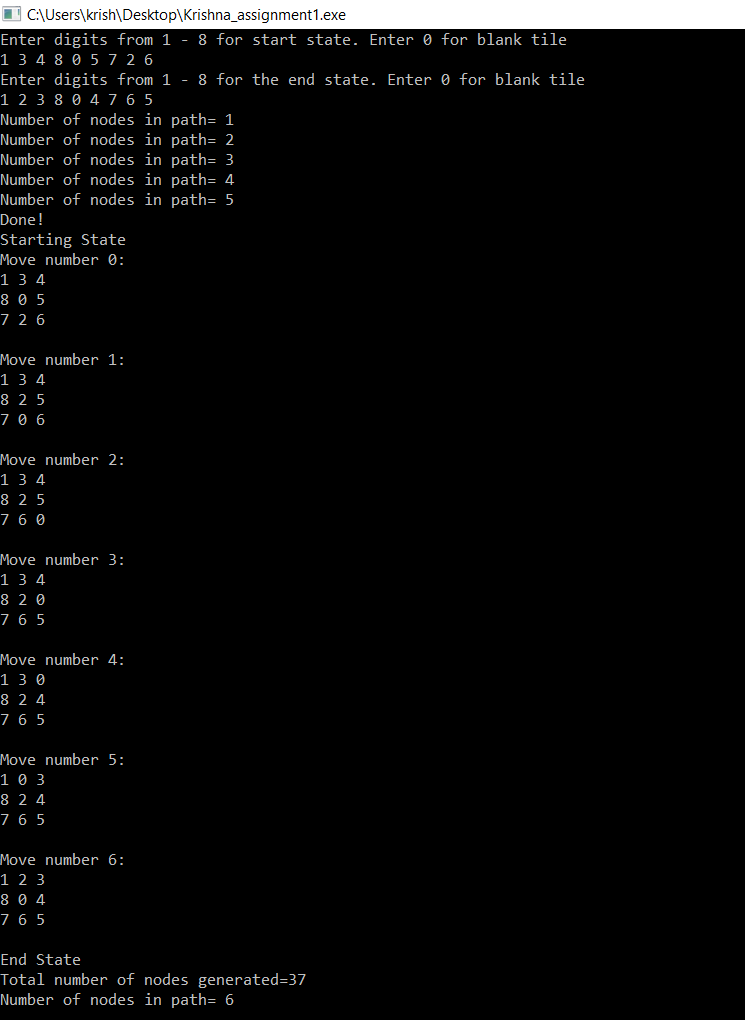 C:\Users\krish\Desktop\Krishna_assignment1.exe
Enter digits from 1 - 8 for start state. Enter 0 for blank tile
1 3 4 8 0 5 7 2 6
Enter digits from 1 - 8 for the end state. Enter 0 for blank tile
1 2 3 8 0 4 7 6 5
Number of nodes in path= 1
Number of nodes in path= 2
Number of nodes in path= 3
Number of nodes in path= 4
Number of nodes in path= 5
Done!
Starting State
Move number 0:
1 3 4
8 0 5
7 2 6

Move number 1:
1 3 4
8 2 5
7 0 6

Move number 2:
1 3 4
8 2 5
7 6 0

Move number 3:
1 3 4
8 2 0
7 6 5

Move number 4:
1 3 0
8 2 4
7 6 5

Move number 5:
1 0 3
8 2 4
7 6 5

Move number 6:
1 2 3
8 0 4
7 6 5

End State
Total number of nodes generated=37
Number of nodes in path= 6